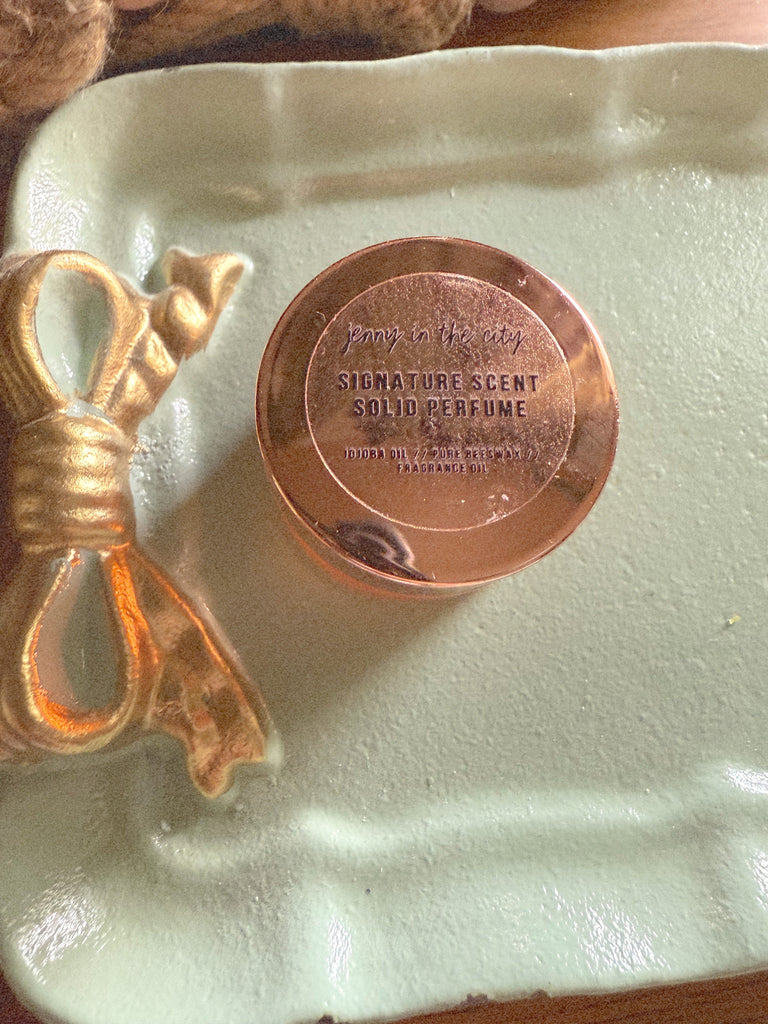 jenny in the city
SIGNATURE SCENT
SOLID PERFUME
JOJOBA OIL // PURE BEESWAX //
FRAGRANCE OIL